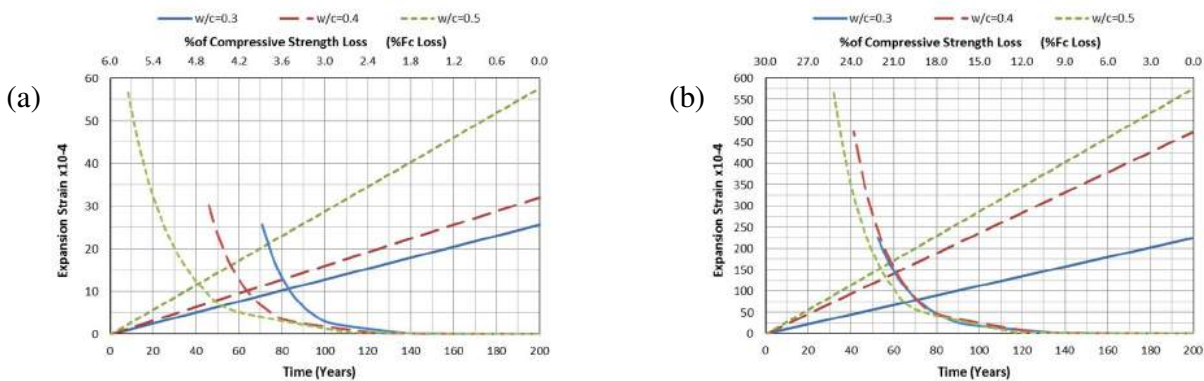 w/c=0.3 w/c=0.4 w/c=0.5
%of Compressive Strength Loss (%Fc Loss)
6.0 5.4 4.8 4.2 3.6 3.0 2.4 1.8 1.2 0.6 0.0
(a)
Expansion Strain x10-4
60
50
40
30
20
10
0
0 20 40 60 80 100 120 140 160 180 200
Time (Years)
w/c=0.3 w/c=0.4 w/c=0.5
%of Compressive Strength Loss (%Fc Loss)
30.0 27.0 24.0 21.0 18.0 15.0 12.0 9.0 6.0 3.0 0.0
(b)
Expansion Strain x10-4
600
550
500
450
400
350
300
250
200
150
100
50
0
0 20 40 60 80 100 120 140 160 180 200
Time (Years)